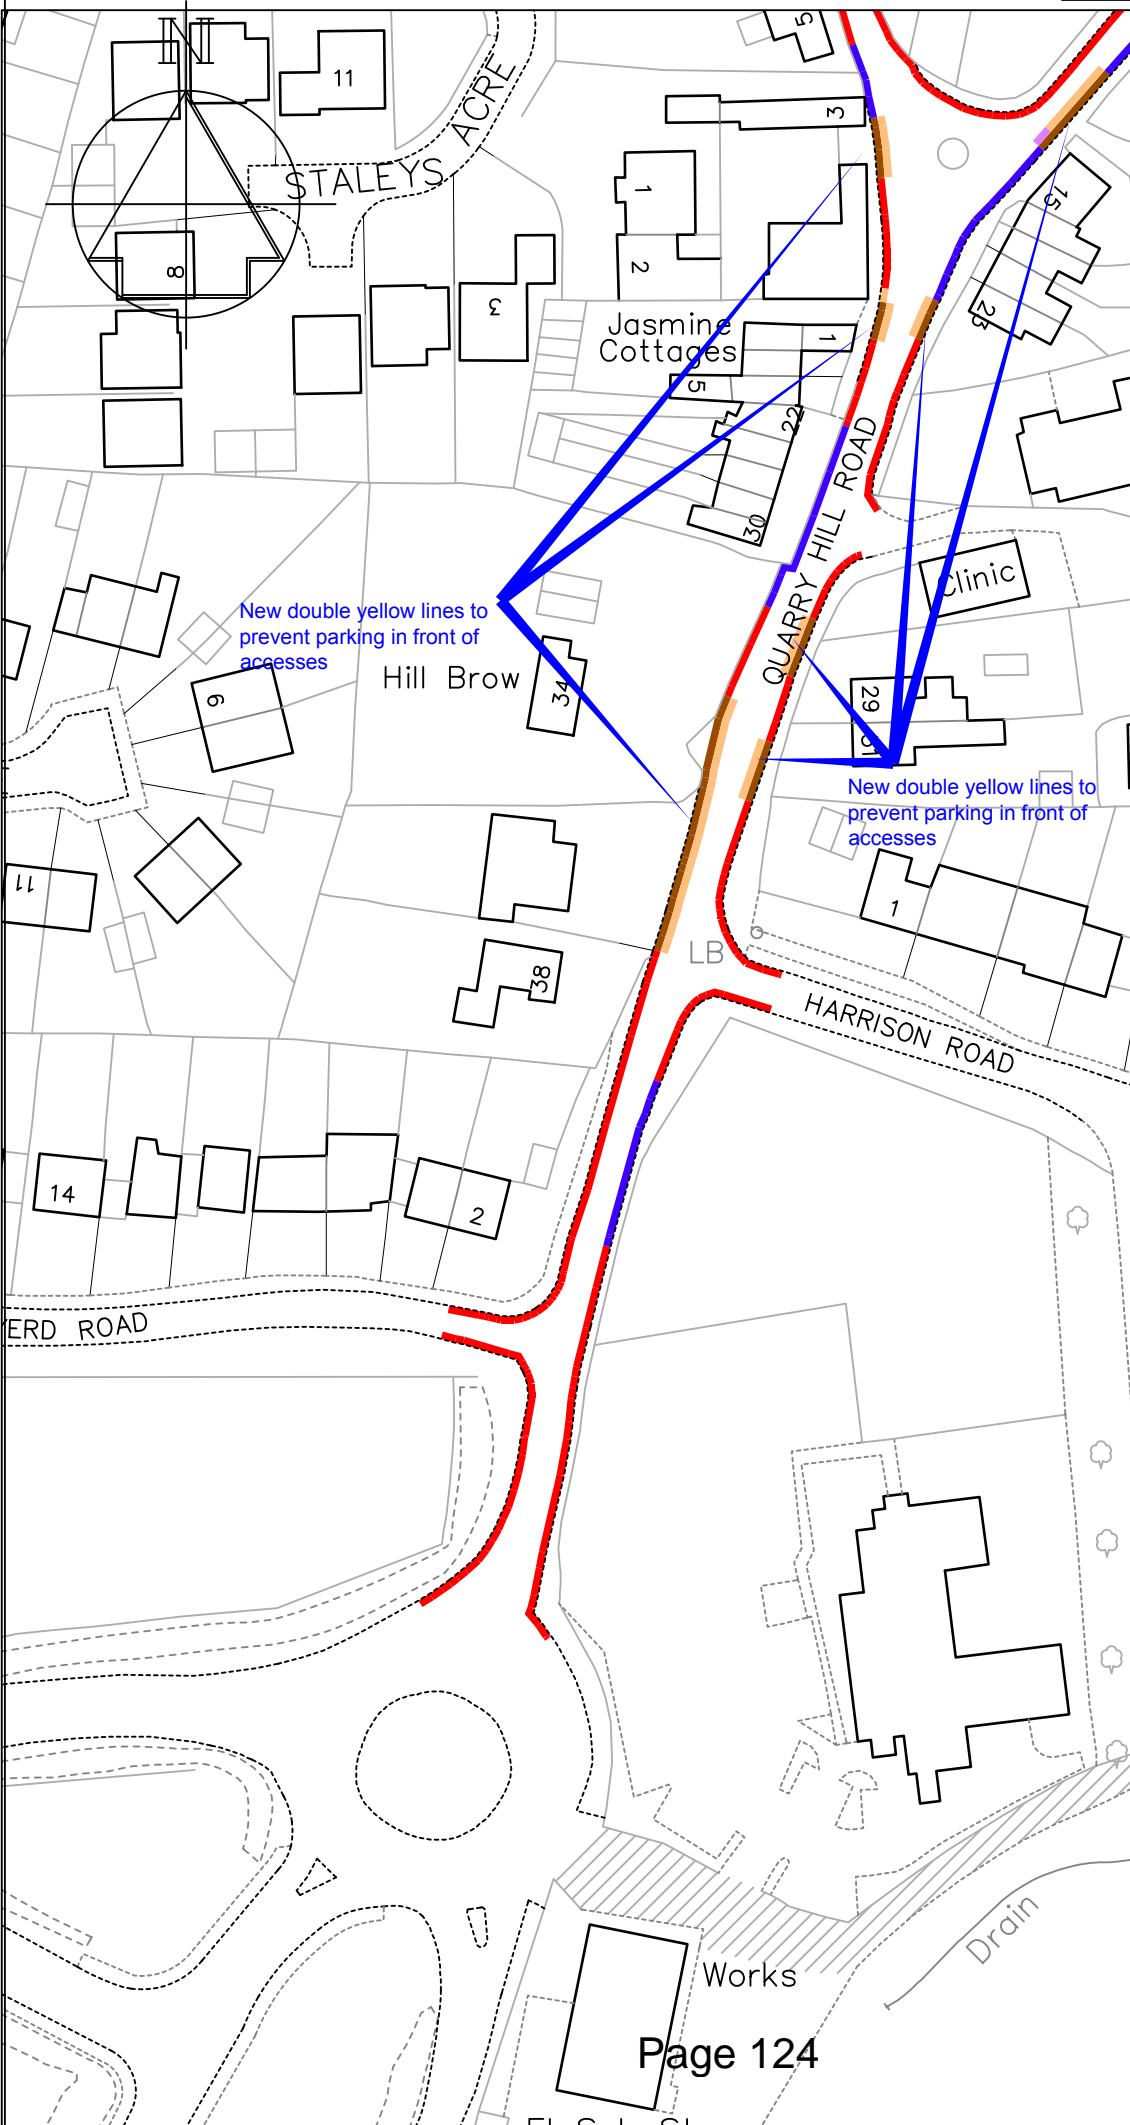 N
5
11
STALEYS ACRE
3
1
2
8
3
15
23
Jasmine
Cottages
1
5
22
30
QUARRY HILL ROAD
Clinic
New double yellow lines to
prevent parking in front of
accesses
Hill Brow
34
9
29
31
New double yellow lines to
prevent parking in front of
accesses
11
1
LB
38
HARRISON ROAD
14
2
ERD ROAD
Drain
Works
Page 124